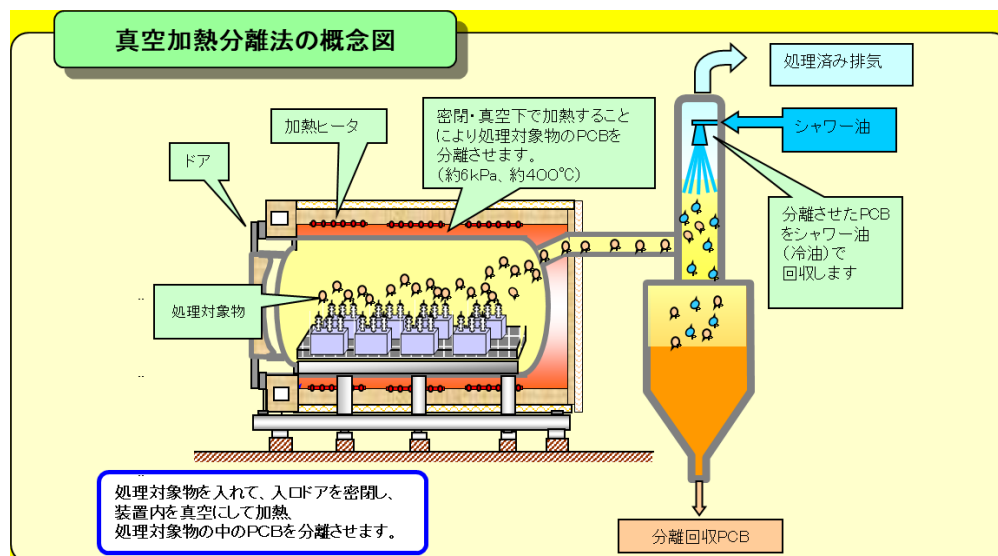 真空加熱分離法の概念図
処理済み排気
加熱ヒータ
密閉・真空下で加熱すること
により処理対象物のPCBを
分離させます。
(約6kPa、約400℃)
シャワー油
ドア
分離させたPCB
をシャワー油
(冷油)で
回収します
処理対象物
処理対象物を入れて、入口ドアを密閉し、
装置内を真空にして加熱、
処理対象物の中のPCBを分離させます。
分離回収PCB